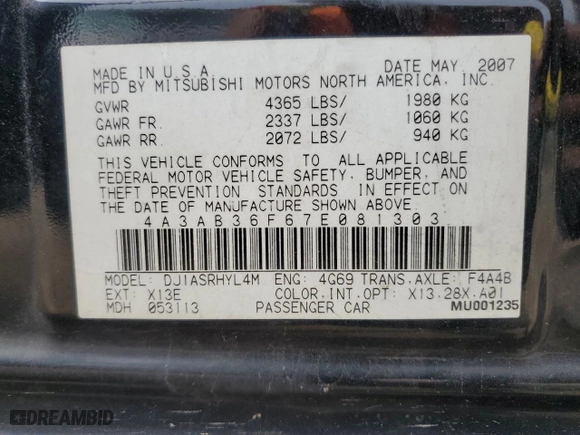 MADE IN U.S.A. DATE MAY, 2007
MFD BY MITSUBISHI MOTORS NORTH AMERICA, INC.
GVWR 4365 LBS/ 1980 KG
GAWR FR. 2337 LBS/ 1060 KG
GAWR RR. 2072 LBS/ 940 KG
THIS VEHICLE CONFORMS TO ALL APPLICABLE
FEDERAL MOTOR VEHICLE SAFETY, BUMPER, AND
THEFT PREVENTION STANDARDS IN EFFECT ON
THE DATE OF MANUFACTURE SHOWN ABOVE.
4A3AB36F67E081303
MODEL: DJ1ASRHYL4M ENG: 4G69 TRANS.AXLE: F4A4B
EXT: X13E COLOR.INT.OPT: X13.28X.A01
MDH 053113 PASSENGER CAR MU001235
DREAMBID